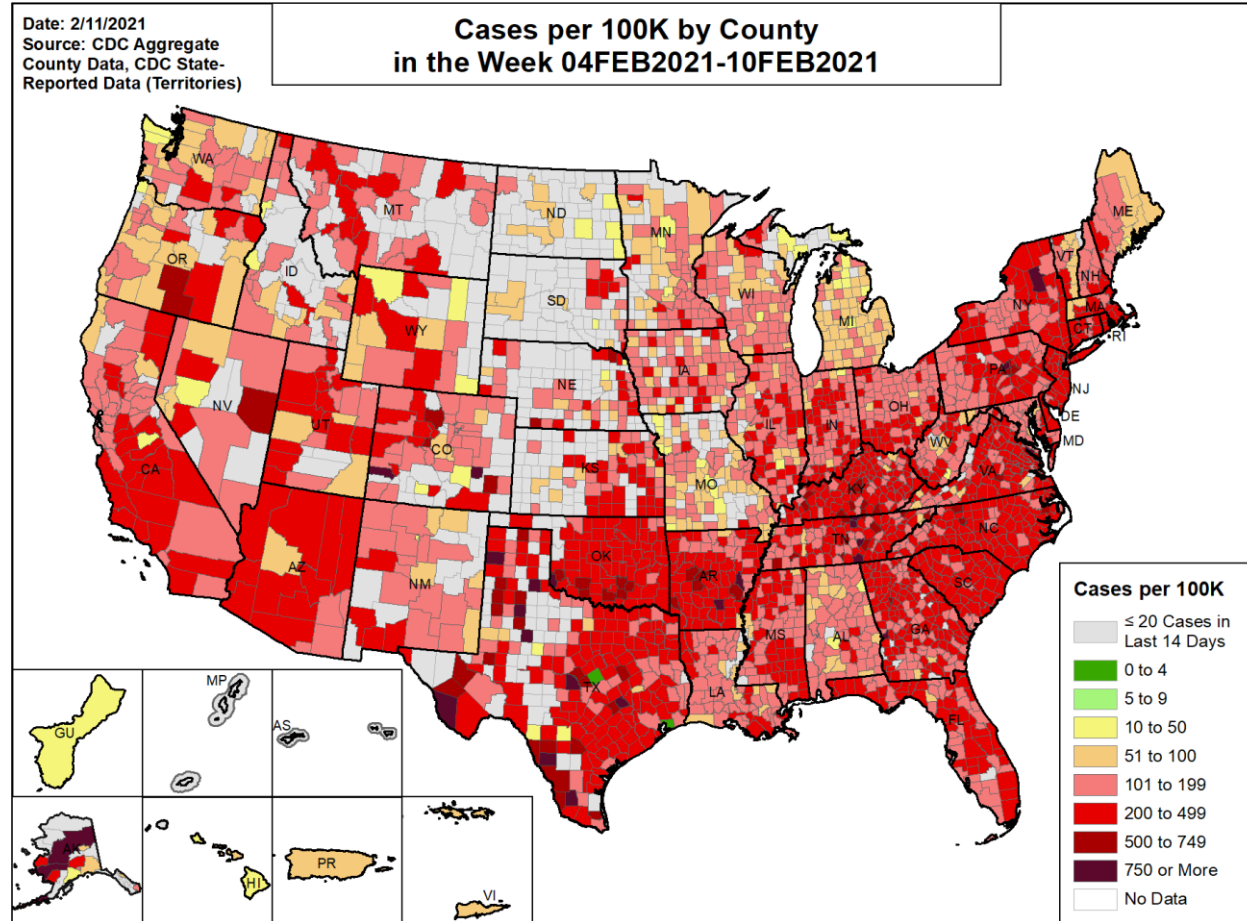 Date: 2/11/2021
Source: CDC Aggregate
County Data, CDC State-
Reported Data (Territories)
Cases per 100K by County
in the Week 04FEB2021-10FEB2021
WA
MT
ND
MN
ME
OR
ID
SD
WI
MI
VT
NH
NY
MA
CT
RI
WY
NE
IA
PA
NJ
NV
UT
CO
KS
MO
IL
IN
OH
WV
DE
MD
VA
CA
KY
AZ
NM
OK
AR
TN
NC
SC
MS
AL
GA
TX
LA
FL
GU
MP
AS
AK
HI
PR
VI
Cases per 100K
≤ 20 Cases in
Last 14 Days
0 to 4
5 to 9
10 to 50
51 to 100
101 to 199
200 to 499
500 to 749
750 or More
No Data